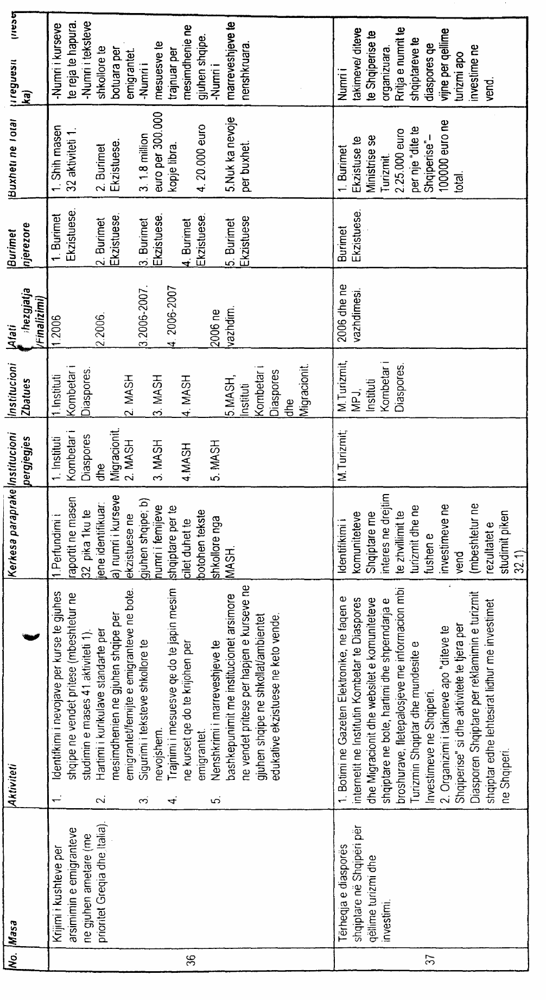 No.
Masa
Aktiviteti
Kerkesa paraprake
Institucioni
pergjegjes
Institucioni
Zbatues
Afati
/Finalizimi)
Burimet
njerezore
Buxheti ne Total
ka)
36
Krijimi i kushteve per
arsimimin e emigranteve
ne gjuhen ametare (me
prioritet Greqia dhe Italia).
1. Identifkimi i nevojave per kurse te gjuhes
shqipe ne vendet pritese (mbeshtetur ne
studimin e mases 41 aktiviteti 1).
2. Hartimi i kurikulave standarte per
mesimdhenien ne gjuhen shqipe per
emigrantet/femijte e emigranteve ne bote.
3. Sigurimi i teksteve shkollore te
nevojshem.
4. Trajnimi i mesuesve qe do te japin mesim
ne kurset qe do te krijohen per
emigrantet.
5. Nenshkrimi i marreveshjeve te
bashkepunimit me institucionet arsimore
ne vendet pritese per hapjen e kurseve ne
gjuhen shqipe ne shkollat/ambientet
edukative ekzistuese ne keto vende.
1.Perfundimi i
raportit ne masen
32 pika 1ku te
jene identifikuar:
a) numri i kurseve
ekzistuese ne
gjuhen shqipe; b)
numri i femijeve
shqiptare per te
cilet duhet te
botohen tekste
shkollore nga
MASH.
1. Instituti
Kombetar i
Diaspores
dhe
Migracionit.
2. MASH
3. MASH
4.MASH
5. MASH
1.Instituti
Kombetar i
Diaspores.
2. MASH
3. MASH
4. MASH
5.MASH,
Instituti
Kombetar i
Diaspores
dhe
Migracionit.
1.2006
2.2006.
3.2006-2007.
4. 2006-2007
2006 ne
vazhdim.
1. Burimet
Ekzistuese.
2. Burimet
Ekzistuese.
3. Burimet
Ekzistuese.
4. Burimet
Ekzistuese.
5. Burimet
Ekzistuese
1. Shih masen
32 aktiviteti 1.
2. Burimet
Ekzistuese.
3. 1.8 million
euro per 300.000
kopje libra.
4. 20.000 euro
5.Nuk ka nevoje
per buxhet.
-Numri i kurseve
te reja te hapura.
-Numri i teksteve
shkollore te
botuara per
emigrantet.
-Numri i
mesuesve te
trajnuar per
mesimdhenie ne
gjuhen shqipe.
-Numri i
marreveshjeve te
nenshkruara.
37
Tërheqja e diasporës
shqiptare në Shqipëri për
qëllime turizmi dhe
investimi.
1. Botimi ne Gazeten Elektronike, ne faqen e
internetit ne Institutin Kombetar te Diaspores
dhe Migracionit dhe websitet e komuniteteve
shqiptare ne bote, hartimi dhe shperndarja e
broshurave, fletepalosjeve me informacion mbi
Turizmin Shqiptar dhe mundesite e
Investimeve ne Shqiperi.
2. Organizimi i takimeve apo "diteve te
Shqiperise" si dhe aktivitete te tjera per
Diasporen Shqiptare per reklamimin e turizmit
shqiptar edhe lehtesirat lidhur me investimet
ne Shqiperi.
Identifikimi i
komuniteteve
Shqiptare me
interes ne drejtim
te zhvillimit te
turizmit dhe ne
fushen e
investimeve ne
vend
(mbeshtetur ne
rezultatet e
studimit piken
32.1).
M.Turizmit;
M.Turizmit,
MPJ,
Instituti
Kombetar i
Diaspores.
2006 dhe ne
vazhdimesi.
Burimet
Ekzistuese.
1. Burimet
Ekzistuse te
Ministrise se
Turizmit.
2.25.000 euro
per nje "dite te
Shqiperise"–
100000 euro ne
total.
Numri i
takimeve/ diteve
te Shqiperise te
organizuara.
Rritja e numrit te
shqiptareve te
diaspores qe
vijne per qellime
turizmi apo
investime ne
vend.